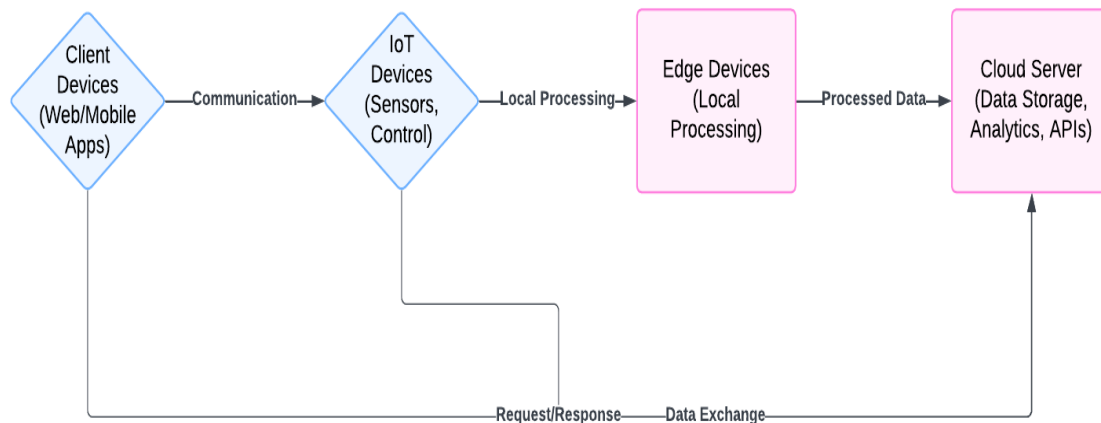 Client
Devices
(Web/Mobile
Apps)
Communication
IoT
Devices
(Sensors,
Control)
Local Processing
Edge Devices
(Local
Processing)
Processed Data
Cloud Server
(Data Storage,
Analytics, APIs)
Request/Response
Data Exchange